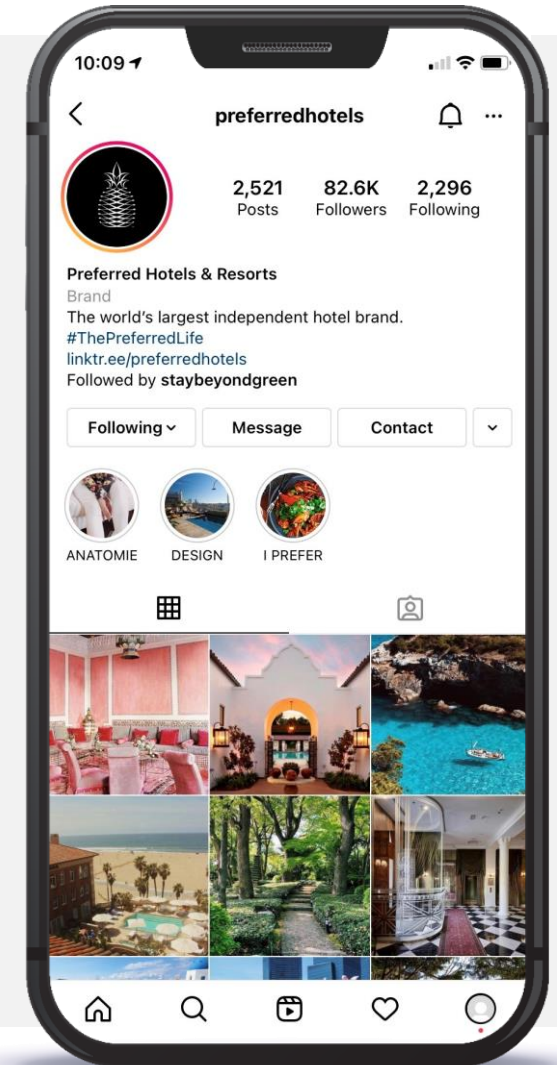 10:09
preferredhotels
2,521 82.6K 2,296
Posts Followers Following
Preferred Hotels & Resorts
Brand
The world's largest independent hotel brand.
#ThePreferredLife
linktr.ee/preferredhotels
Followed by staybeyondgreen
Following Message Contact
ANATOMIE DESIGN I PREFER